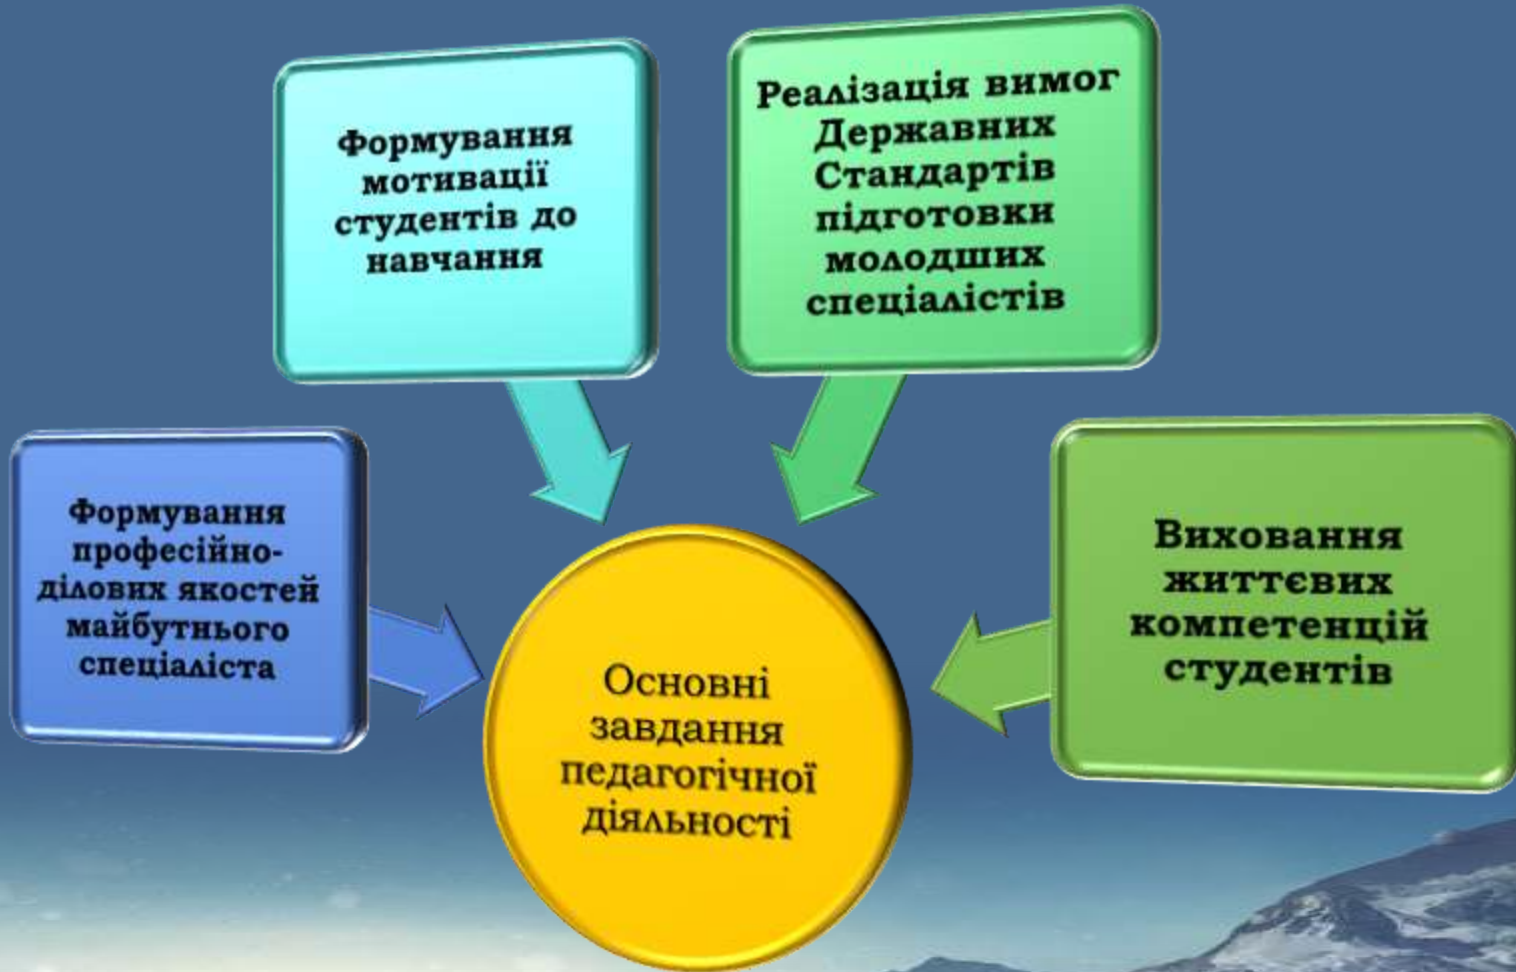 Формування
мотивації
студентів до
навчання
Реалізація вимог
Державних
Стандартів
підготовки
молодших
спеціалістів
Формування
професійно-
ділових якостей
майбутнього
спеціаліста
Виховання
життєвих
компетенцій
студентів
Основні
завдання
педагогічної
діяльності